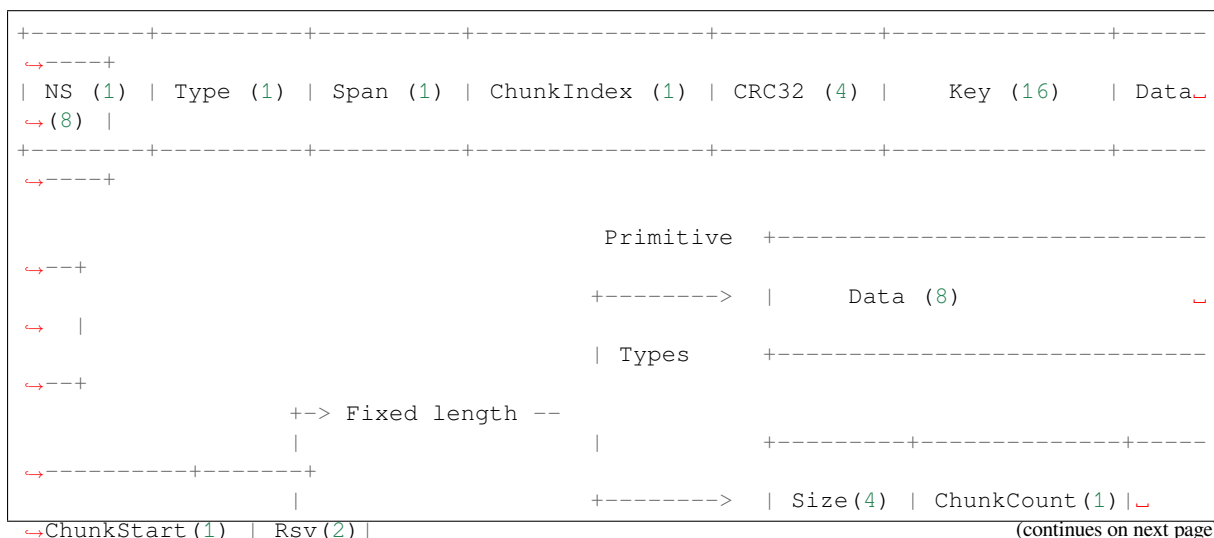 +--------+----------+----------+---------------+-----------+--------------+------
↪----+
| NS (1) | Type (1) | Span (1) | ChunkIndex (1) | CRC32 (4) |    Key (16)    | Data␣
↪(8) |
+--------+----------+----------+---------------+-----------+--------------+------
↪----+
Primitive  +----------------------------
↪--+
+-------->  |     Data (8)                 ␣
↪  |
| Types     +----------------------------
↪--+
+-> Fixed length --
|                   |           +---------+-------------+-----
↪----------+-------+
|                   +-------->  | Size(4) | ChunkCount(1)|␣
↪ChunkStart(1) | Rsv(2)|
(continues on next page)